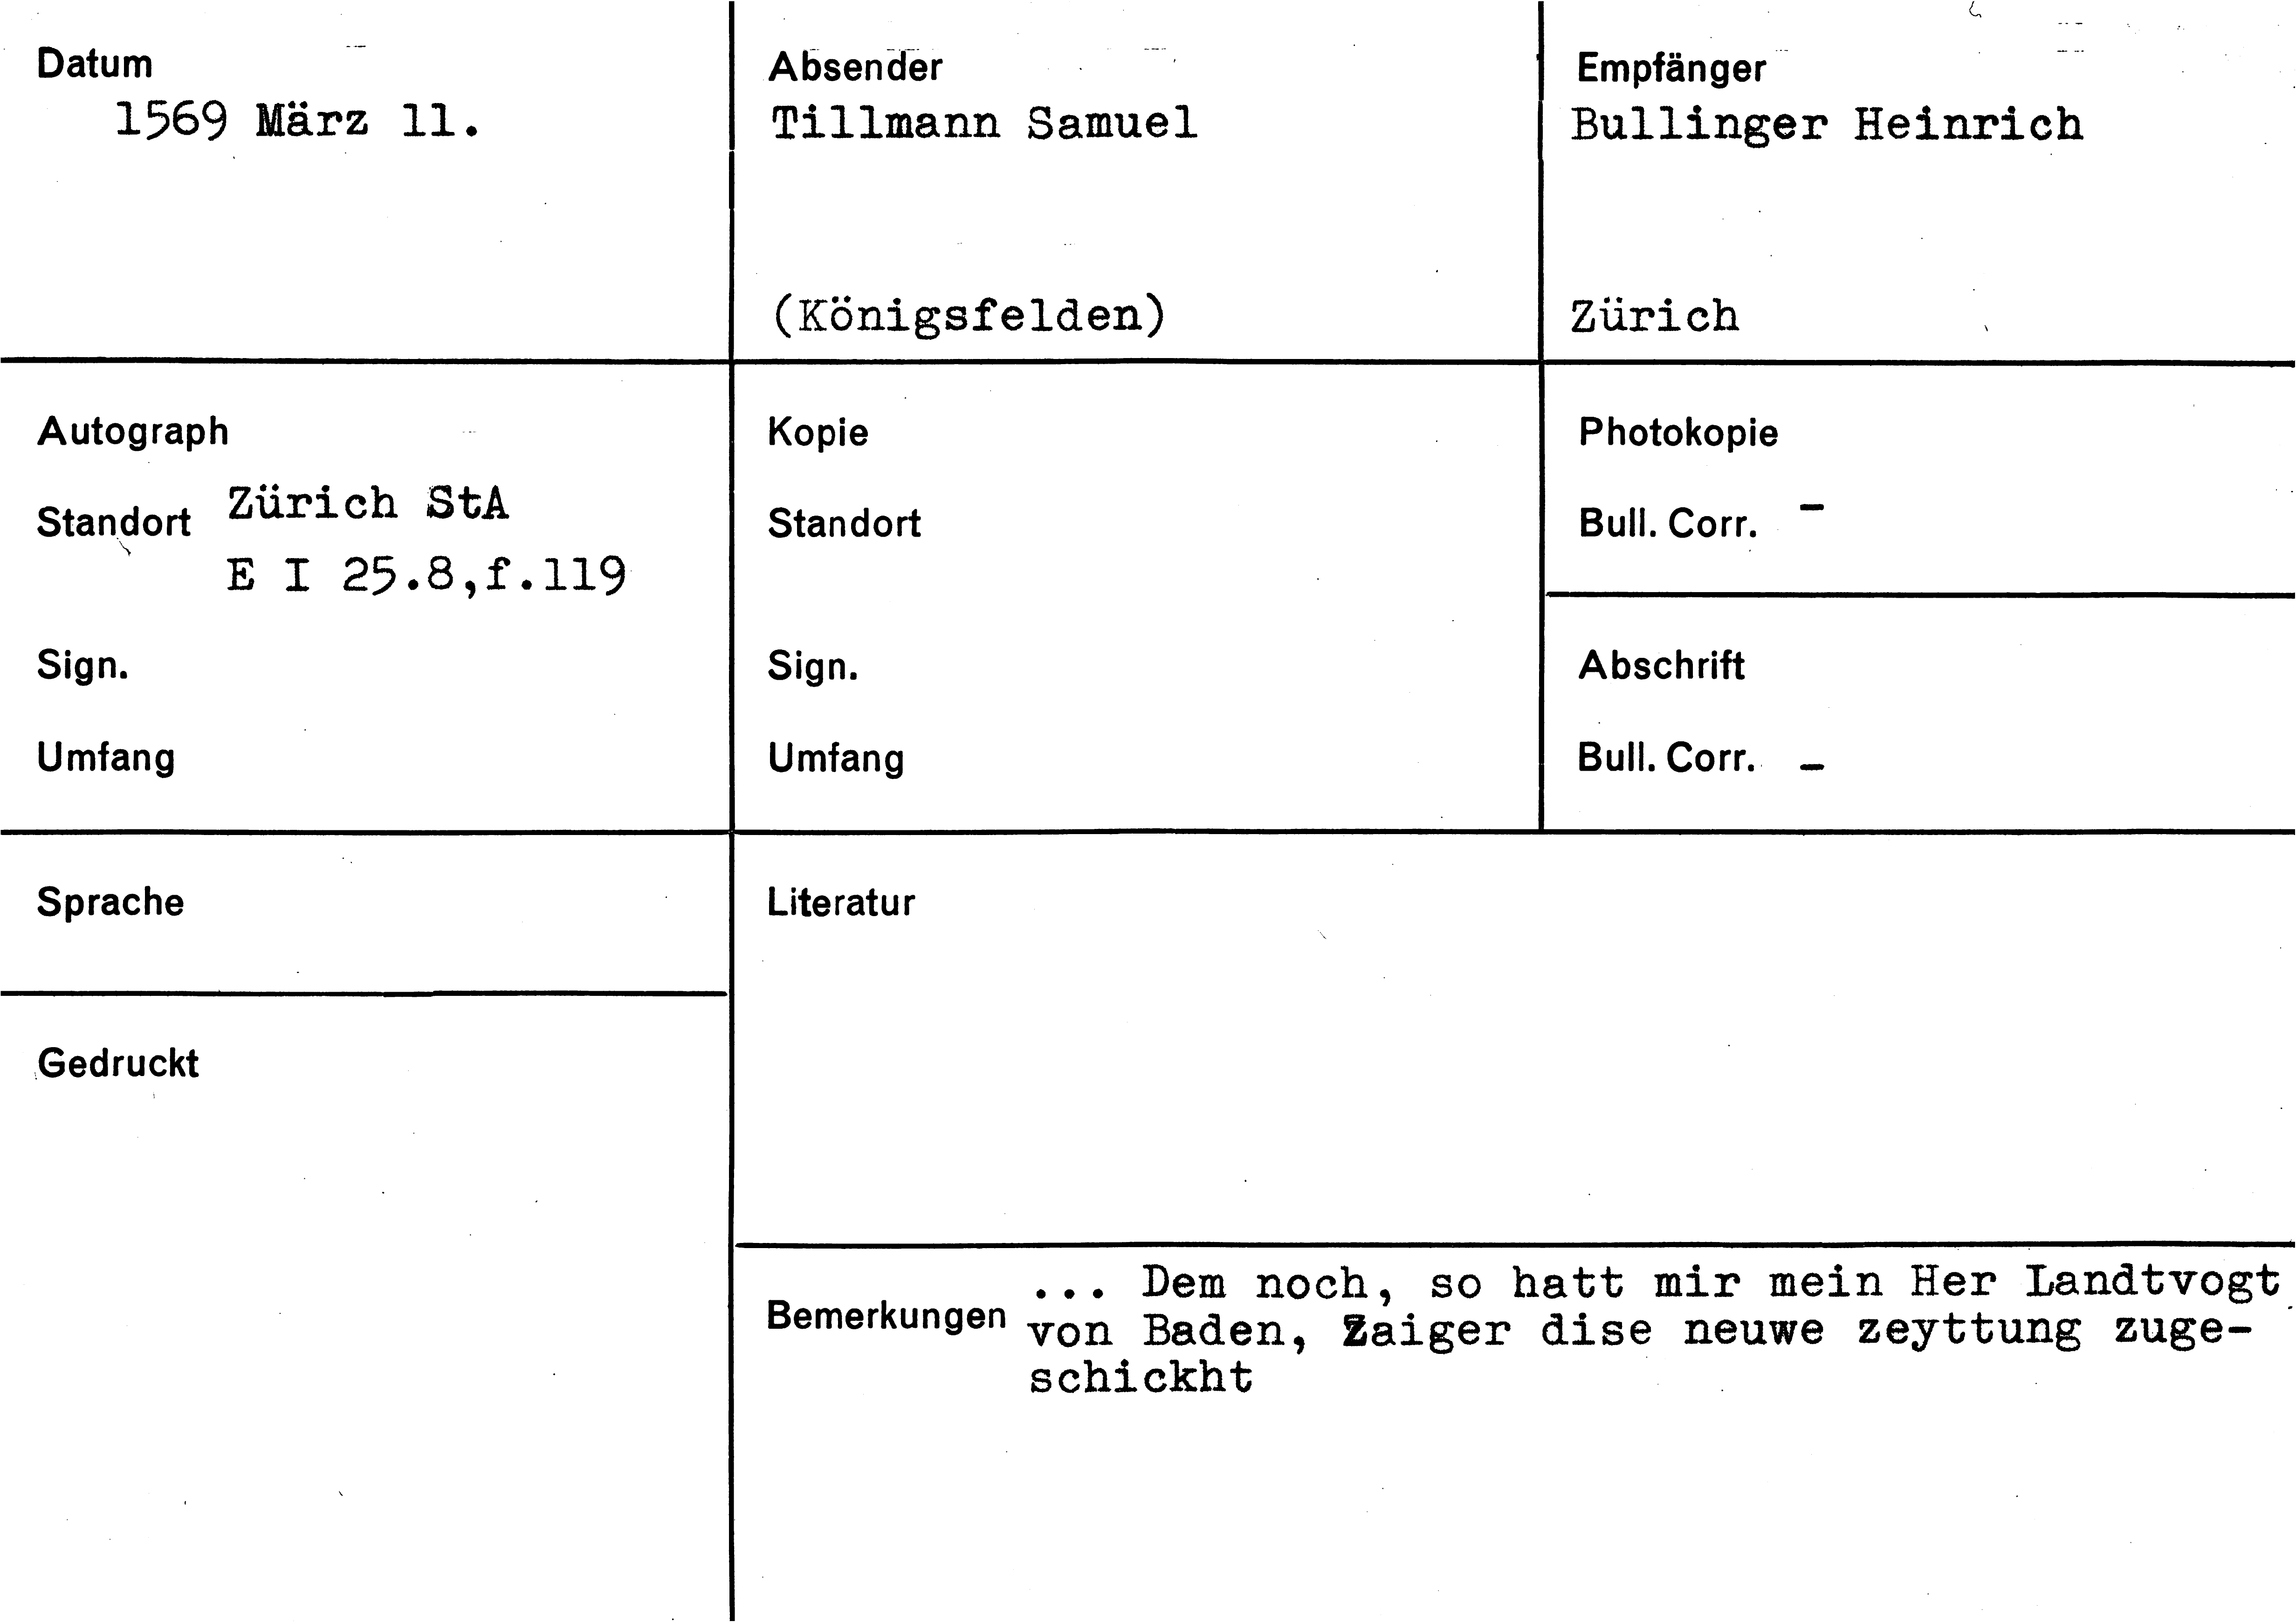 Datum
1569 März 11.
Absender
Tillmann Samuel
(Königsfelden)
Empfänger
Bullinger Heinrich
Zürich
Autograph
Standort Zürich StA
E I 25.8,f.119
Sign.
Umfang
Kopie
Standort
Sign.
Umfang
Photokopie
Bull. Corr. -
Abschrift
Bull. Corr. -
Sprache
Gedruckt
Literatur
Bemerkungen ... Dem noch, so hatt mir mein Her Landtvogt
von Baden, Zaiger dise neuwe zeyttung zuge-
schickht